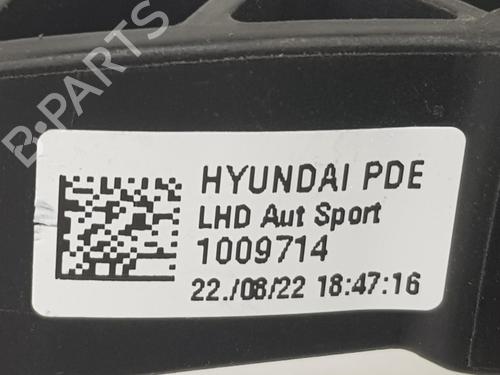 B-PARTS
HYUNDAI PDE
LHD Aut Sport
1009714
22./08/22 18:47:16